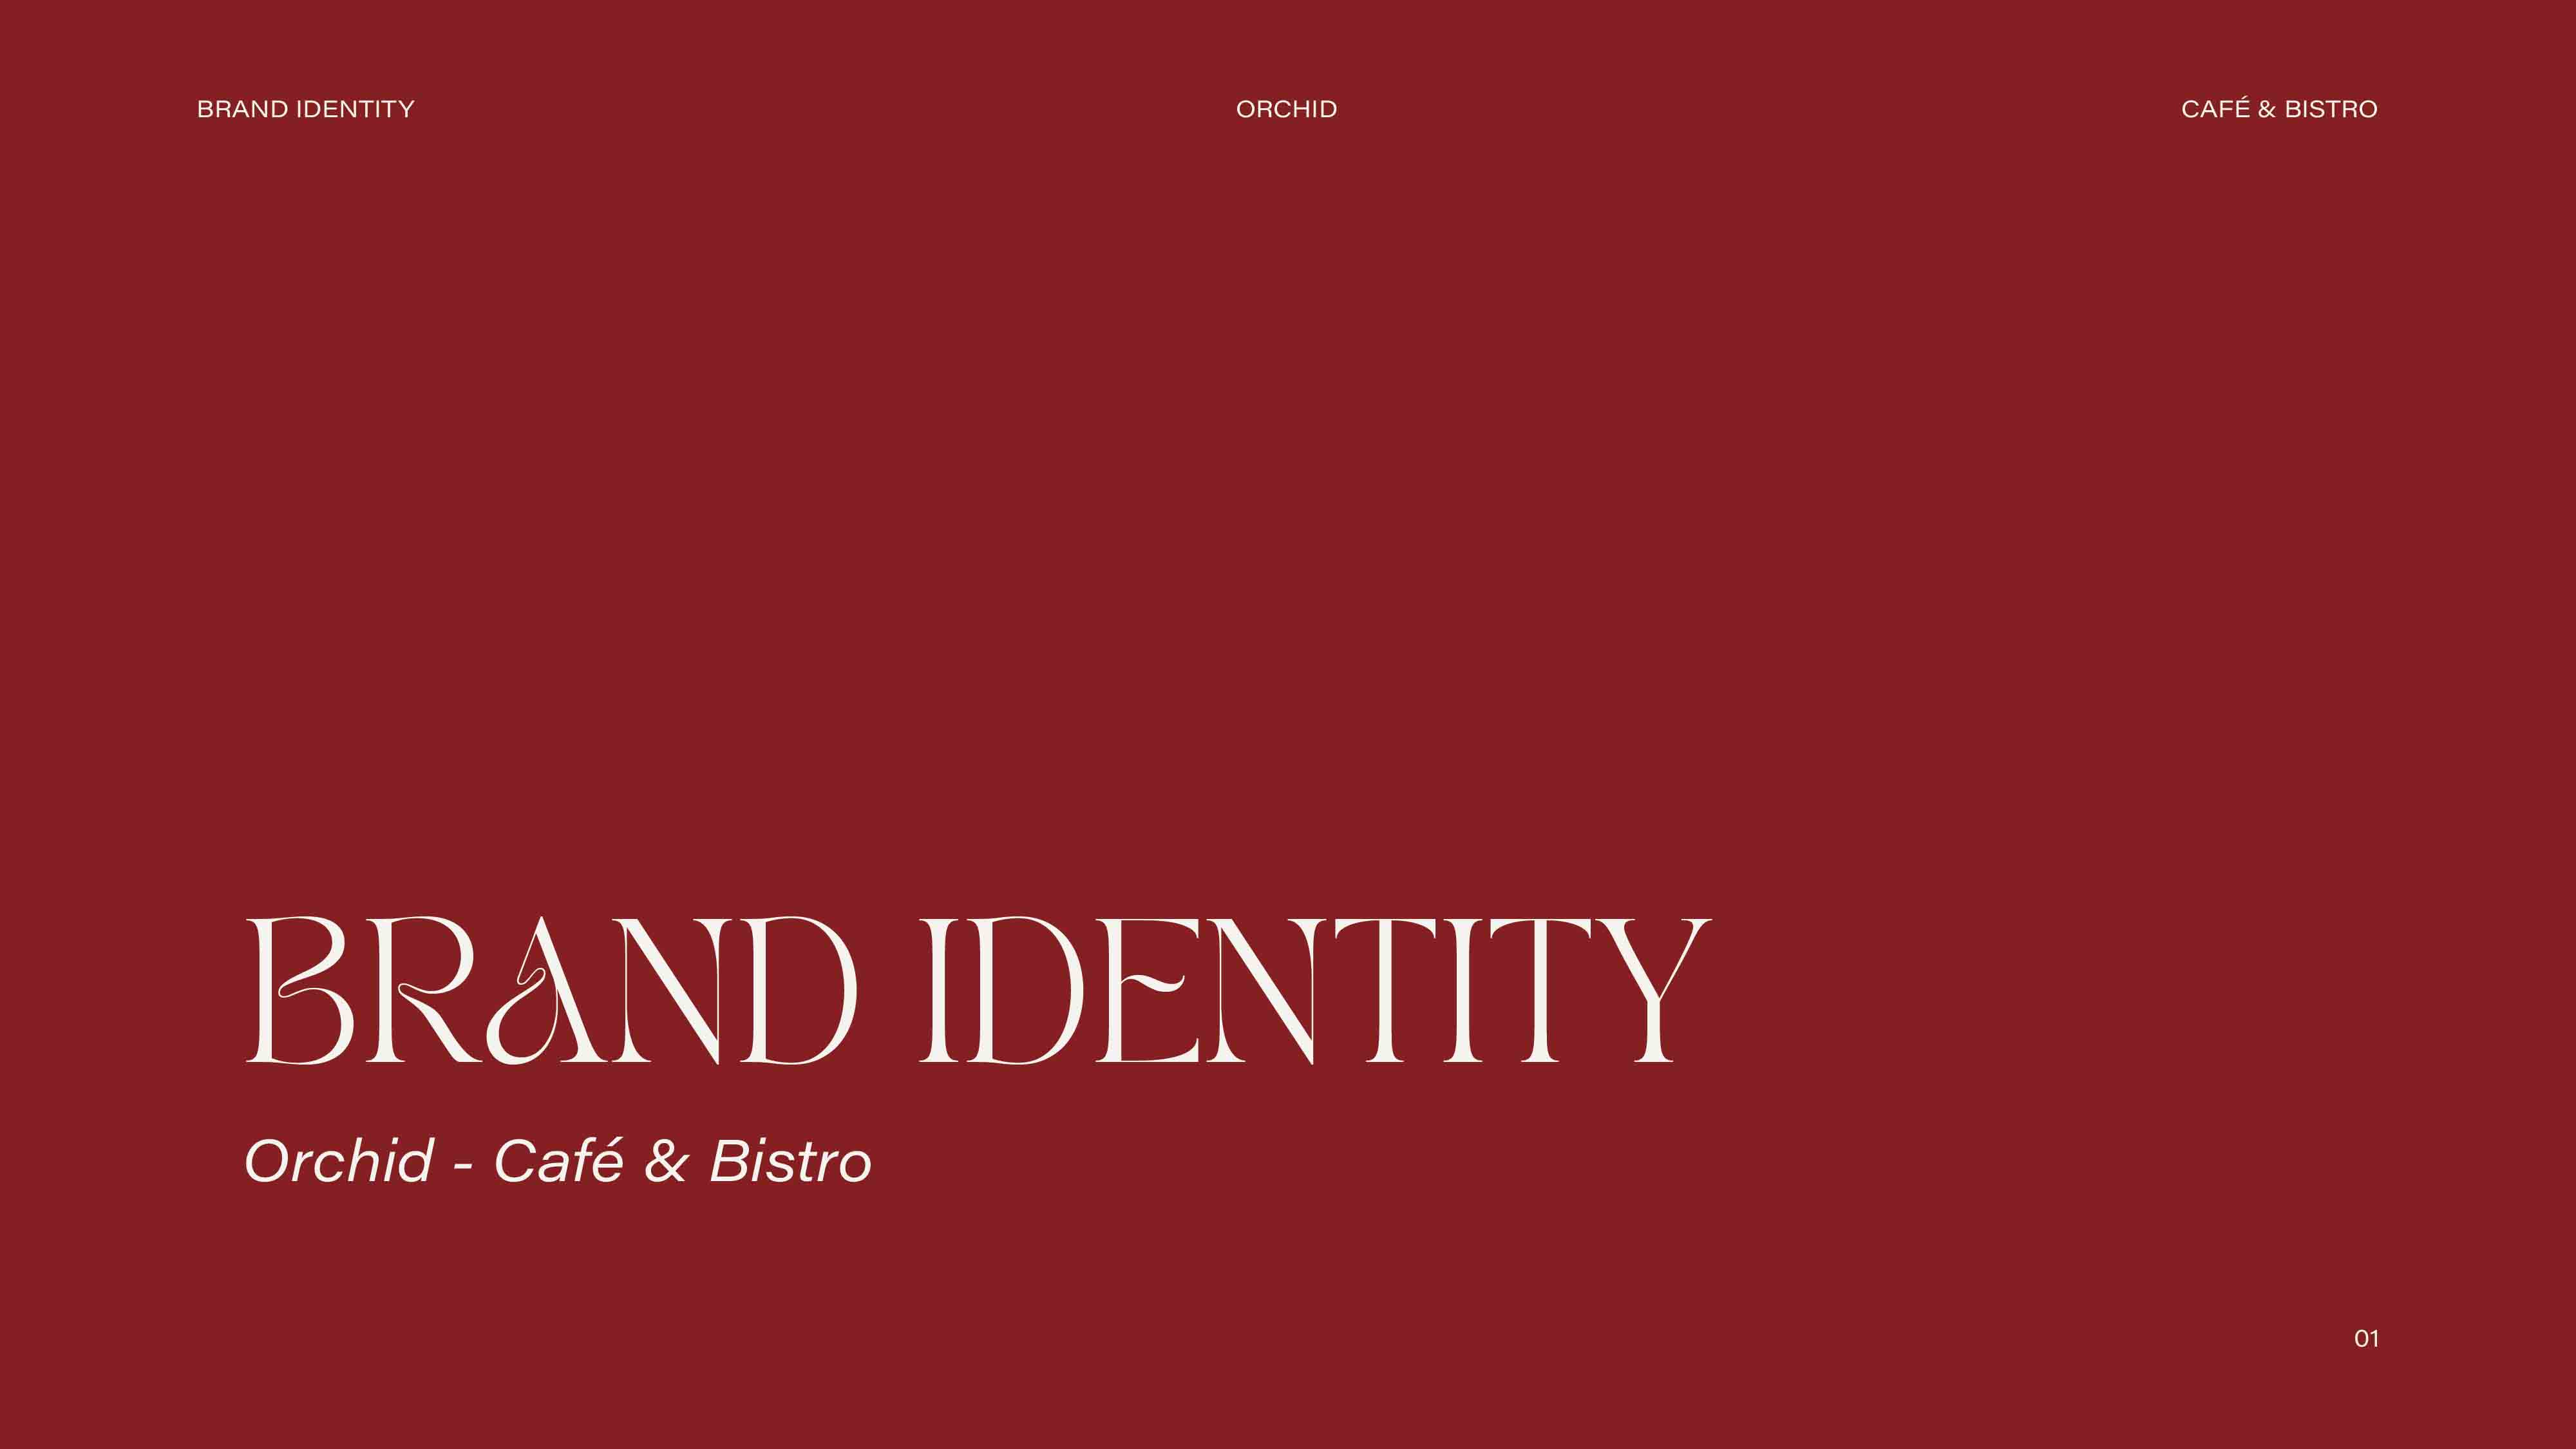 BRAND IDENTITY
ORCHID
CAFÉ & BISTRO
BRAND IDENTITY
Orchid - Café & Bistro
01